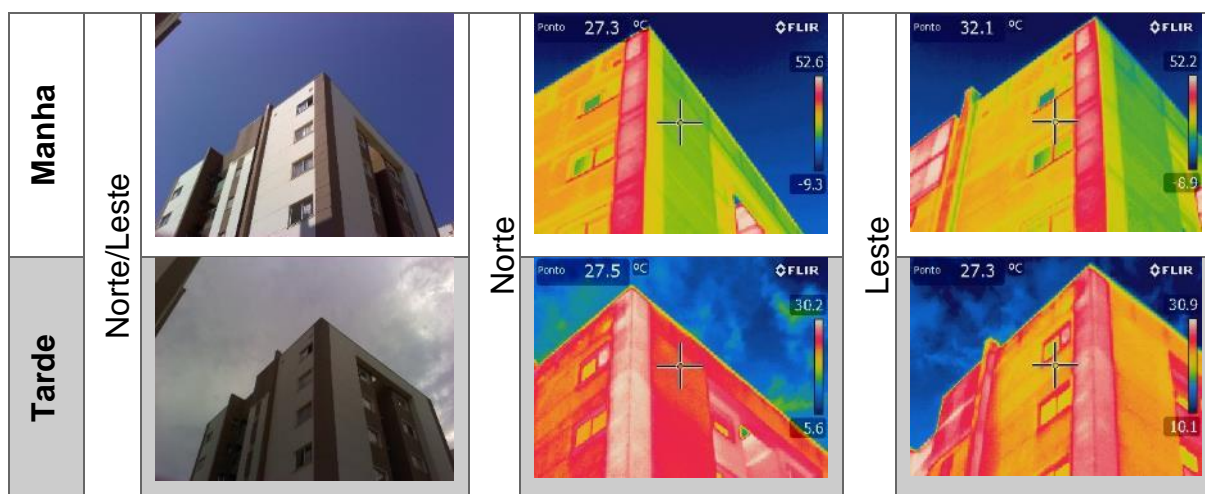 Manhã
Norte/Leste
Norte
Leste
Ponto 27.3 ºC
FLIR
52.6
-9.3
Ponto 32.1 ºC
FLIR
52.2
-8.9
Tarde
Ponto 27.5 ºC
FLIR
30.2
5.6
Ponto 27.3 ºC
FLIR
30.9
10.1